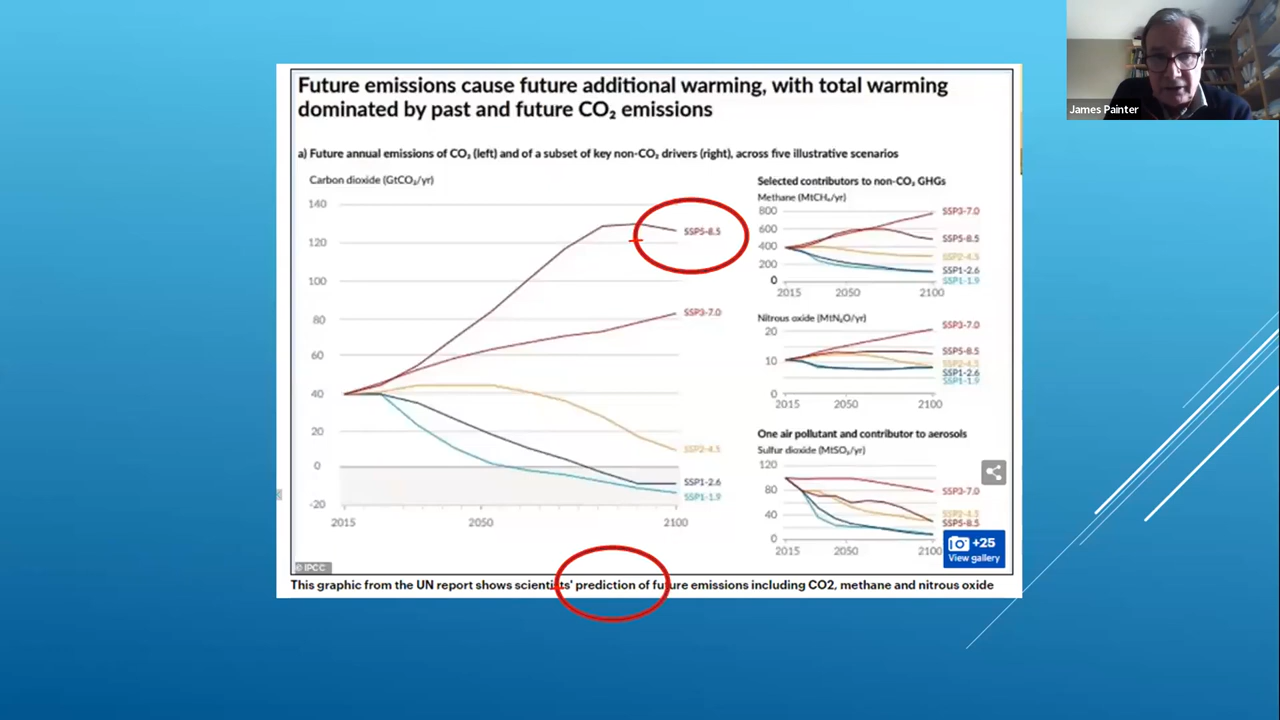 James Painter
Future emissions cause future additional warming, with total warming
dominated by past and future CO₂ emissions
a) Future annual emissions of CO₂ (left) and of a subset of key non-CO₂ drivers (right), across five illustrative scenarios
Carbon dioxide (GtCO₂/yr)
140
120
100
80
60
40
20
0
-20
2015
2050
2100
SSP5-8.5
SSP3-7.0
SSP2-4.5
SSP1-2.6
SSP1-1.9
Selected contributors to non-CO₂ GHGs
Methane (MtCH₄/yr)
800
600
400
200
0
2015
2050
2100
SSP3-7.0
SSP5-8.5
SSP2-4.5
SSP1-2.6
SSP1-1.9
Nitrous oxide (MtN₂O/yr)
20
10
0
2015
2050
2100
SSP3-7.0
SSP5-8.5
SSP2-4.5
SSP1-2.6
SSP1-1.9
One air pollutant and contributor to aerosols
Sulfur dioxide (MtSO₂/yr)
120
80
40
0
2015
2050
2100
SSP3-7.0
SSP2-4.5
SSP5-8.5
+25
View gallery
© IPCC
This graphic from the UN report shows scientists' prediction of future emissions including CO2, methane and nitrous oxide